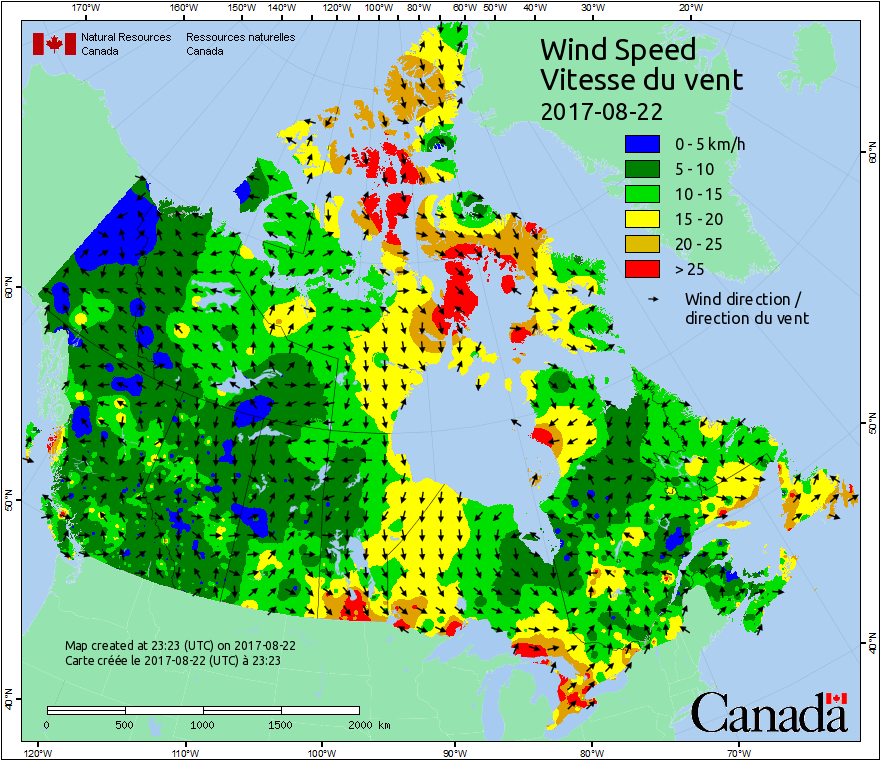 170°W 160°W 150°W 140°W 130°W 120°W 110°W 100°W 90°W 80°W 70°W 60°W 50°W 40°W 30°W 20°W
Natural Resources Ressources naturelles
Canada Canada
Wind Speed
Vitesse du vent
2017-08-22
0 - 5 km/h
5 - 10
10 - 15
15 - 20
20 - 25
> 25
Wind direction /
direction du vent
60°N
60°N
50°N
50°N
40°N
40°N
Map created at 23:23 (UTC) on 2017-08-22
Carte créée le 2017-08-22 (UTC) à 23:23
0 500 1000 1500 2000 km
Canada
120°W 110°W 100°W 90°W 80°W 70°W